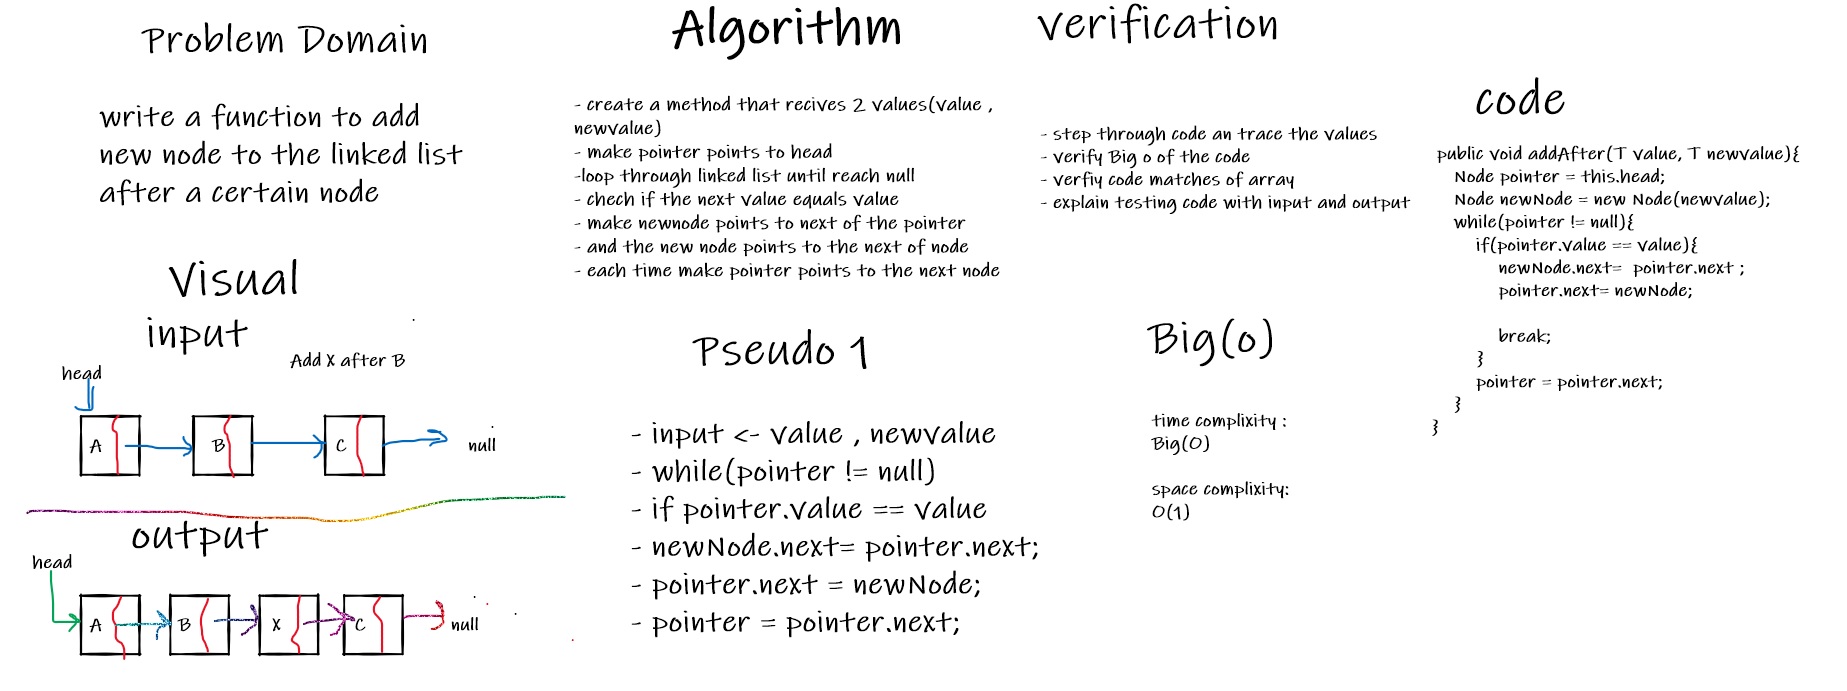 Problem Domain
write a function to add
new node to the linked list
after a certain node
Visual
input
Add X after B
head
A
B
C
null
output
head
A
B
X
C
null
Algorithm
- create a method that recives 2 values(value ,
newvalue)
- make pointer points to head
-loop through linked list until reach null
- chech if the next value equals value
- make newnode points to next of the pointer
- and the new node points to the next of node
- each time make pointer points to the next node
Pseudo 1
- input <- value , newvalue
- while(pointer != null)
- if pointer.value == value
- newNode.next= pointer.next;
- pointer.next = newNode;
- pointer = pointer.next;
verification
- step through code an trace the values
- verify Big o of the code
- verfiy code matches of array
- explain testing code with input and output
Big(o)
time complixity :
Big(O)
space complixity:
O(1)
code
public void addAfter(T value, T newvalue){
Node pointer = this.head;
Node newNode = new Node(newvalue);
while(pointer != null){
if(pointer.value == value){
newNode.next= pointer.next ;
pointer.next= newNode;
break;
}
pointer = pointer.next;
}
}